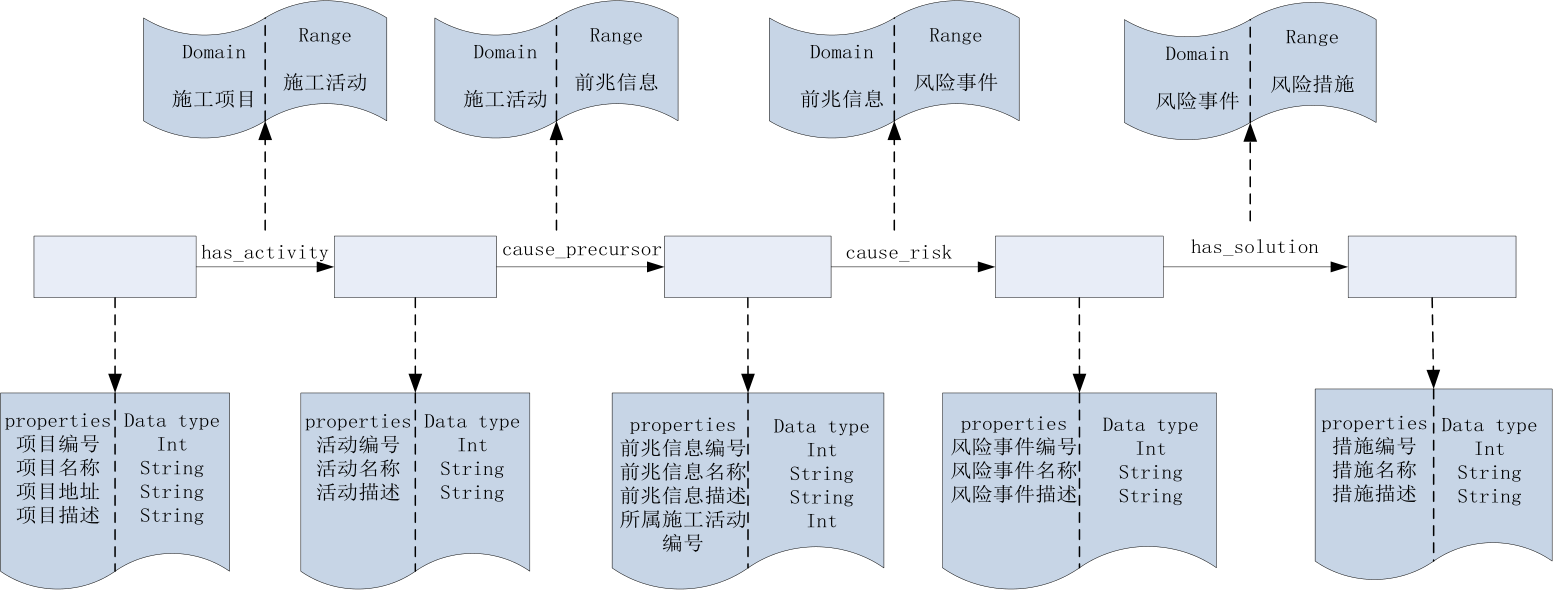 Domain
Range
施工项目
施工活动
Domain
Range
施工活动
前兆信息
Domain
Range
前兆信息
风险事件
Domain
Range
风险事件
风险措施
has_activity
cause_precursor
cause_risk
has_solution
properties Data type
项目编号 Int
项目名称 String
项目地址 String
项目描述 String
properties Data type
活动编号 Int
活动名称 String
活动描述 String
properties Data type
前兆信息编号 Int
前兆信息名称 String
前兆信息描述 String
所属施工活动 Int
编号
properties Data type
风险事件编号 Int
风险事件名称 String
风险事件描述 String
properties Data type
措施编号 Int
措施名称 String
措施描述 String